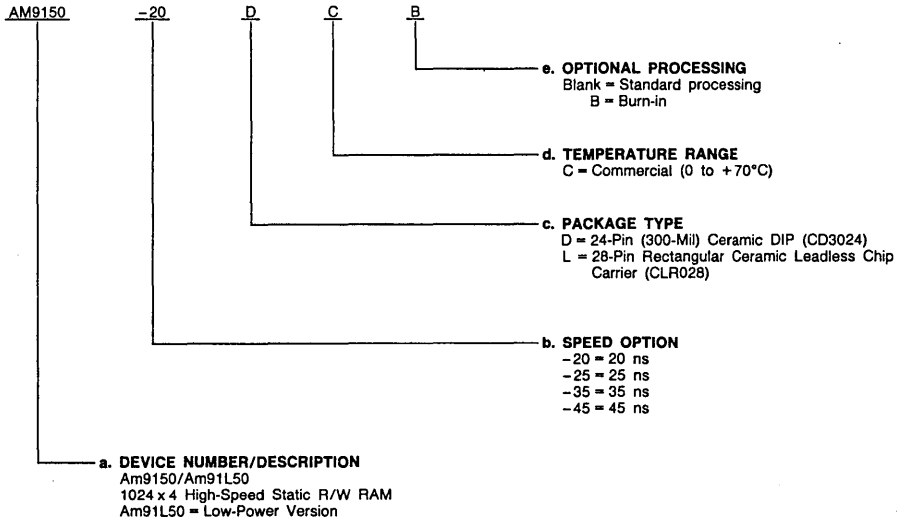 AM9150 -20 D C B
e. OPTIONAL PROCESSING
Blank = Standard processing
B = Burn-in
d. TEMPERATURE RANGE
C = Commercial (0 to +70°C)
c. PACKAGE TYPE
D = 24-Pin (300-Mil) Ceramic DIP (CD3024)
L = 28-Pin Rectangular Ceramic Leadless Chip
Carrier (CLR028)
b. SPEED OPTION
-20 = 20 ns
-25 = 25 ns
-35 = 35 ns
-45 = 45 ns
a. DEVICE NUMBER/DESCRIPTION
Am9150/Am91L50
1024 x 4 High-Speed Static R/W RAM
Am91L50 = Low-Power Version